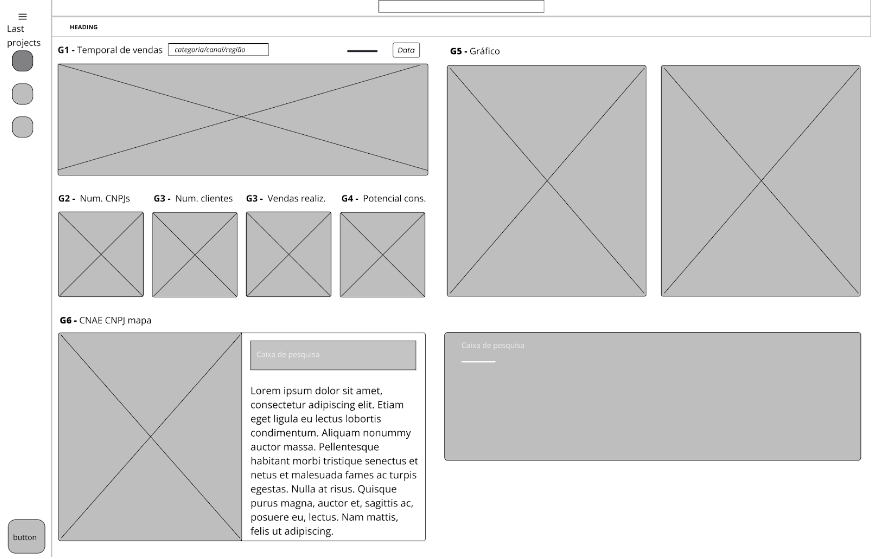 Last
projects
HEADING
G1 - Temporal de vendas
categoria/canal/região
Data
G5 - Gráfico
G2 - Num. CNPJs
G3 - Num. clientes
G3 - Vendas realiz.
G4 - Potencial cons.
G6 - CNAE CNPJ mapa
Caixa de pesquisa
Lorem ipsum dolor sit amet,
consectetur adipiscing elit. Etiam
eget ligula eu lectus lobortis
condimentum. Aliquam nonummy
auctor massa. Pellentesque
habitant morbi tristique senectus et
netus et malesuada fames ac turpis
egestas. Nulla at risus. Quisque
purus magna, auctor et, sagittis ac,
posuere eu, lectus. Nam mattis,
felis ut adipiscing.
Caixa de pesquisa
button